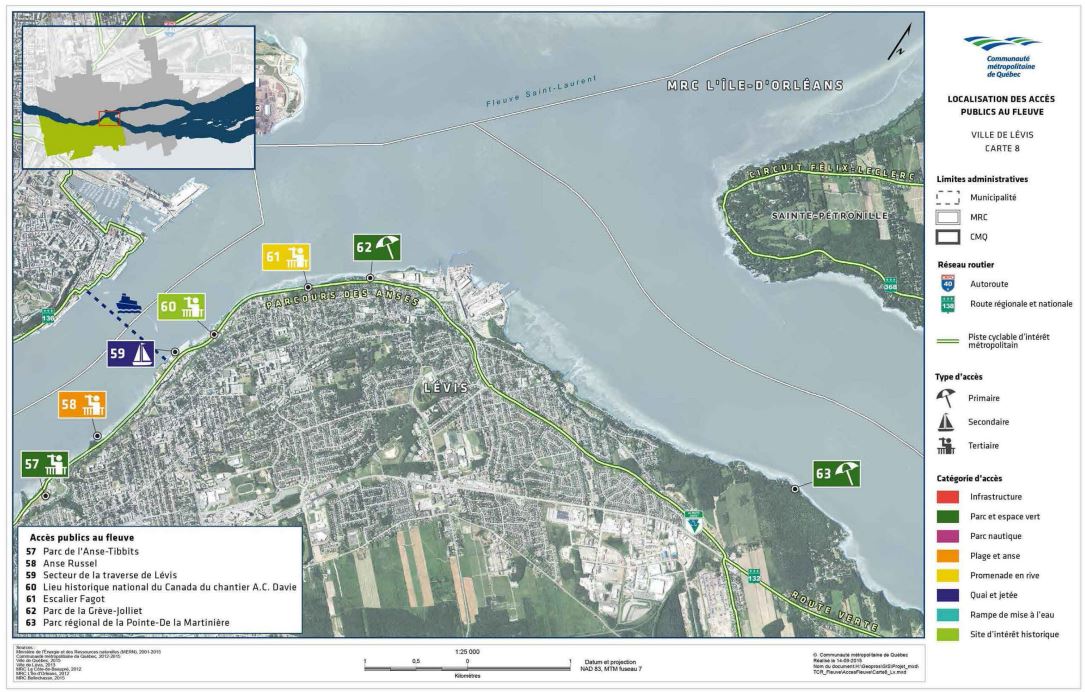 Fleuve Saint-Laurent
MRC L'ÎLE-D'ORLÉANS
CIRCUIT FÉLIX-LECLERC
SAINTE-PÉTRONILLE
368
136
62
61
PARCOURS DES ANSES
60
59
LÉVIS
58
57
63
132
ROUTE VERTE
Accès publics au fleuve
57 Parc de l'Anse-Tibbits
58 Anse Russel
59 Secteur de la traverse de Lévis
60 Lieu historique national du Canada du chantier A.C. Davie
61 Escalier Fagot
62 Parc de la Grève-Jolliet
63 Parc régional de la Pointe-De la Martinière
Communauté
métropolitaine
de Québec
LOCALISATION DES ACCÈS
PUBLICS AU FLEUVE
VILLE DE LÉVIS
CARTE 8
Limites administratives
Municipalité
MRC
CMQ
Réseau routier
40
Autoroute
138
Route régionale et nationale
Piste cyclable d'intérêt
métropolitain
Type d'accès
Primaire
Secondaire
Tertiaire
Catégorie d'accès
Infrastructure
Parc et espace vert
Parc nautique
Plage et anse
Promenade en rive
Quai et jetée
Rampe de mise à l'eau
Site d'intérêt historique
Sources :
Ministère de l'Énergie et des Ressources naturelles (MERN), 2001-2015
Communauté métropolitaine de Québec, 2012-2015
Ville de Québec, 2015
Ville de Lévis, 2015
MRC La Côte-de-Beaupré, 2012
MRC L'Île-d'Orléans, 2012
MRC Bellechasse, 2015
1:25 000
1 0,5 0 1
Kilomètres
Datum et projection
NAD 83, MTM fuseau 7
© Communauté métropolitaine de Québec
Réalisé le 14-09-2015